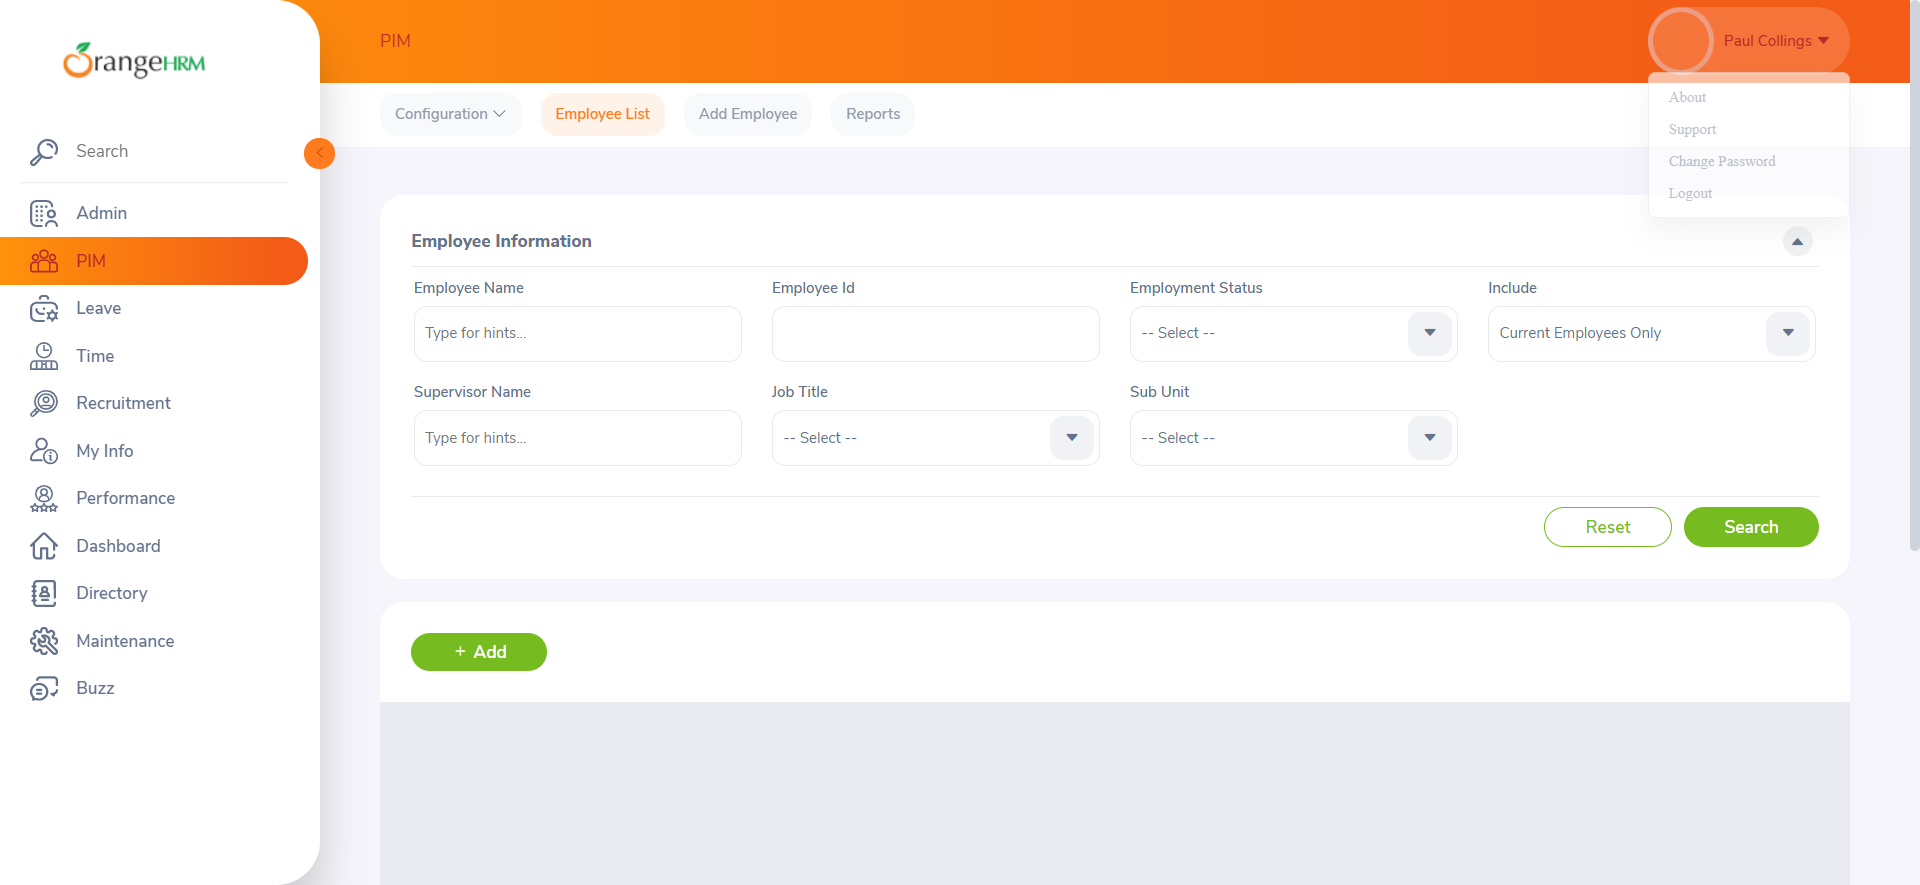 OrangeHRM
Search
Admin
PIM
Leave
Time
Recruitment
My Info
Performance
Dashboard
Directory
Maintenance
Buzz
PIM
Paul Collings
About
Support
Change Password
Logout
Configuration
Employee List
Add Employee
Reports
Employee Information
Employee Name
Employee Id
Employment Status
Include
Type for hints...
-- Select --
Current Employees Only
Supervisor Name
Job Title
Sub Unit
Type for hints...
-- Select --
-- Select --
Reset
Search
+ Add